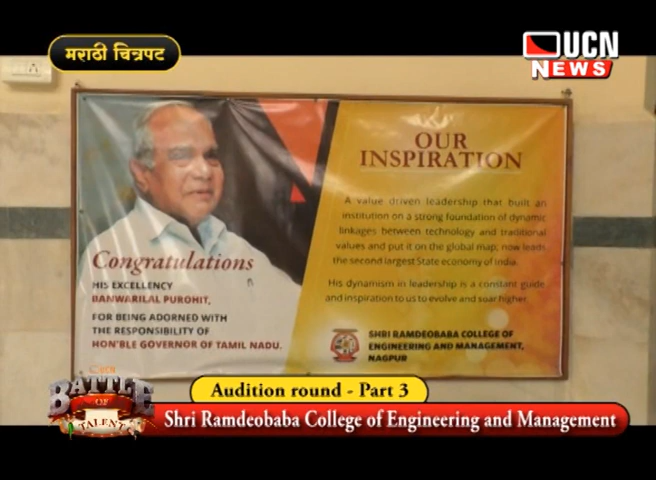 मराठी चित्रपट
UCN
NEWS
OUR
INSPIRATION
A value driven leadership that built an
institution on a strong foundation of dynamic
linkages between technology and traditional
values and put it on the global map; now leads
the second largest State economy of India.
His dynamism in leadership is a constant guide
and inspiration to us to evolve and soar higher.
SHRI RAMDEOBABA COLLEGE OF
ENGINEERING AND MANAGEMENT,
NAGPUR
Congratulations
HIS EXCELLENCY
BANWARILAL PUROHIT,
FOR BEING ADORNED WITH
THE RESPONSIBILITY OF
HON'BLE GOVERNOR OF TAMIL NADU.
BATTLE
OF
TALENT
Audition round - Part 3
Shri Ramdeobaba College of Engineering and Management